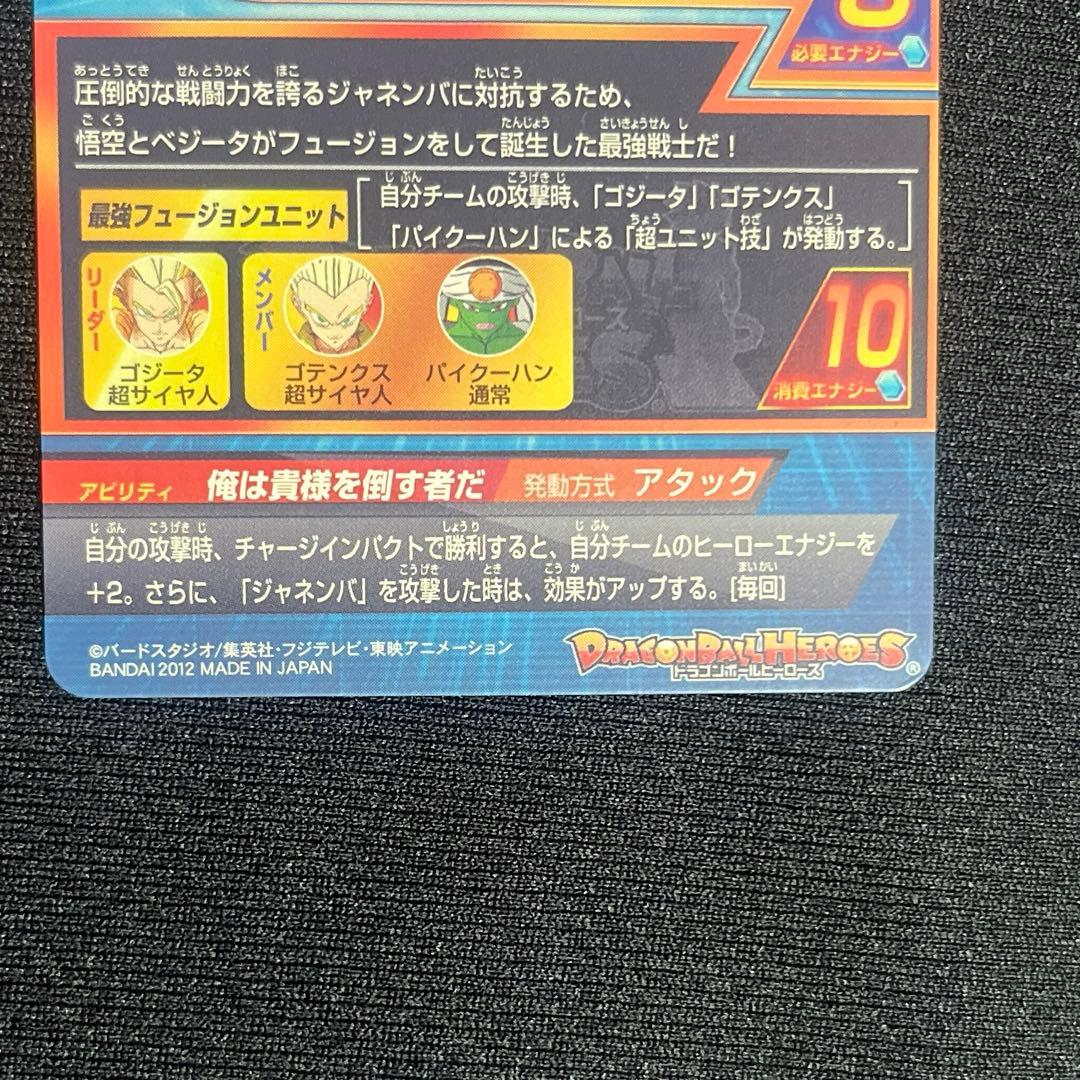 必要エナジー
圧倒的な戦闘力を誇るジャネンバに対抗するため、
悟空とベジータがフュージョンをして誕生した最強戦士だ！
最強フュージョンユニット
自分チームの攻撃時、「ゴジータ」「ゴテンクス」
「パイクーハン」による「超ユニット技」が発動する。
リーダー
ゴジータ
超サイヤ人
メンバー
ゴテンクス
超サイヤ人
パイクーハン
通常
10
消費エナジー
アビリティ 俺は貴様を倒す者だ 発動方式 アタック
自分の攻撃時、チャージインパクトで勝利すると、自分チームのヒーローエナジーを
+2。さらに、「ジャネンバ」を攻撃した時は、効果がアップする。[毎回]
©バードスタジオ/集英社・フジテレビ・東映アニメーション
BANDAI 2012 MADE IN JAPAN
DRAGON BALL HEROES
ドラゴンボールヒーローズ
®